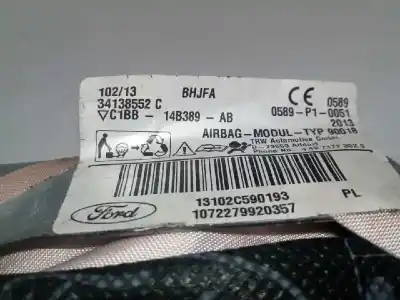 102/13 BHJFA
34138552 C CE 0589
▽C1BB- 14B389 -AB 0589-P1-0051
2013
AIRBAG-MODUL-TYP 90018
TRW Automotive GmbH
Ford
13102C590193 PL
1072279920357